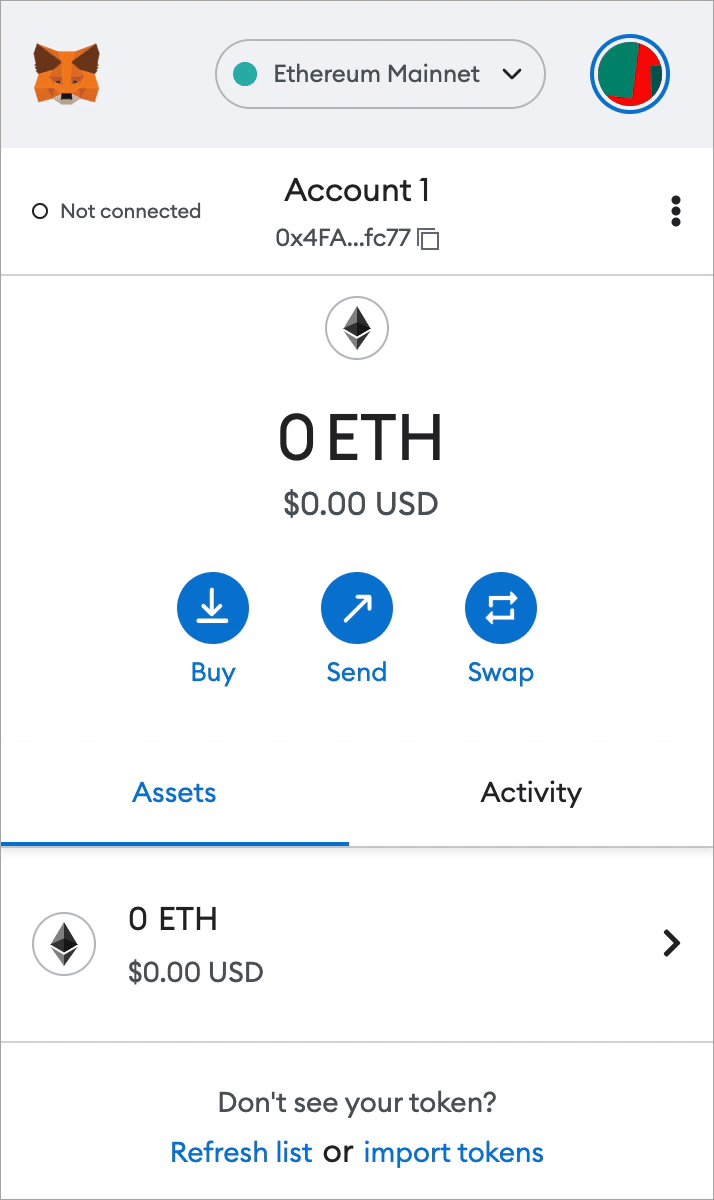 Ethereum Mainnet
Not connected
Account 1
0x4FA...fc77
0 ETH
$0.00 USD
Buy
Send
Swap
Assets
Activity
0 ETH
$0.00 USD
Don't see your token?
Refresh list or import tokens